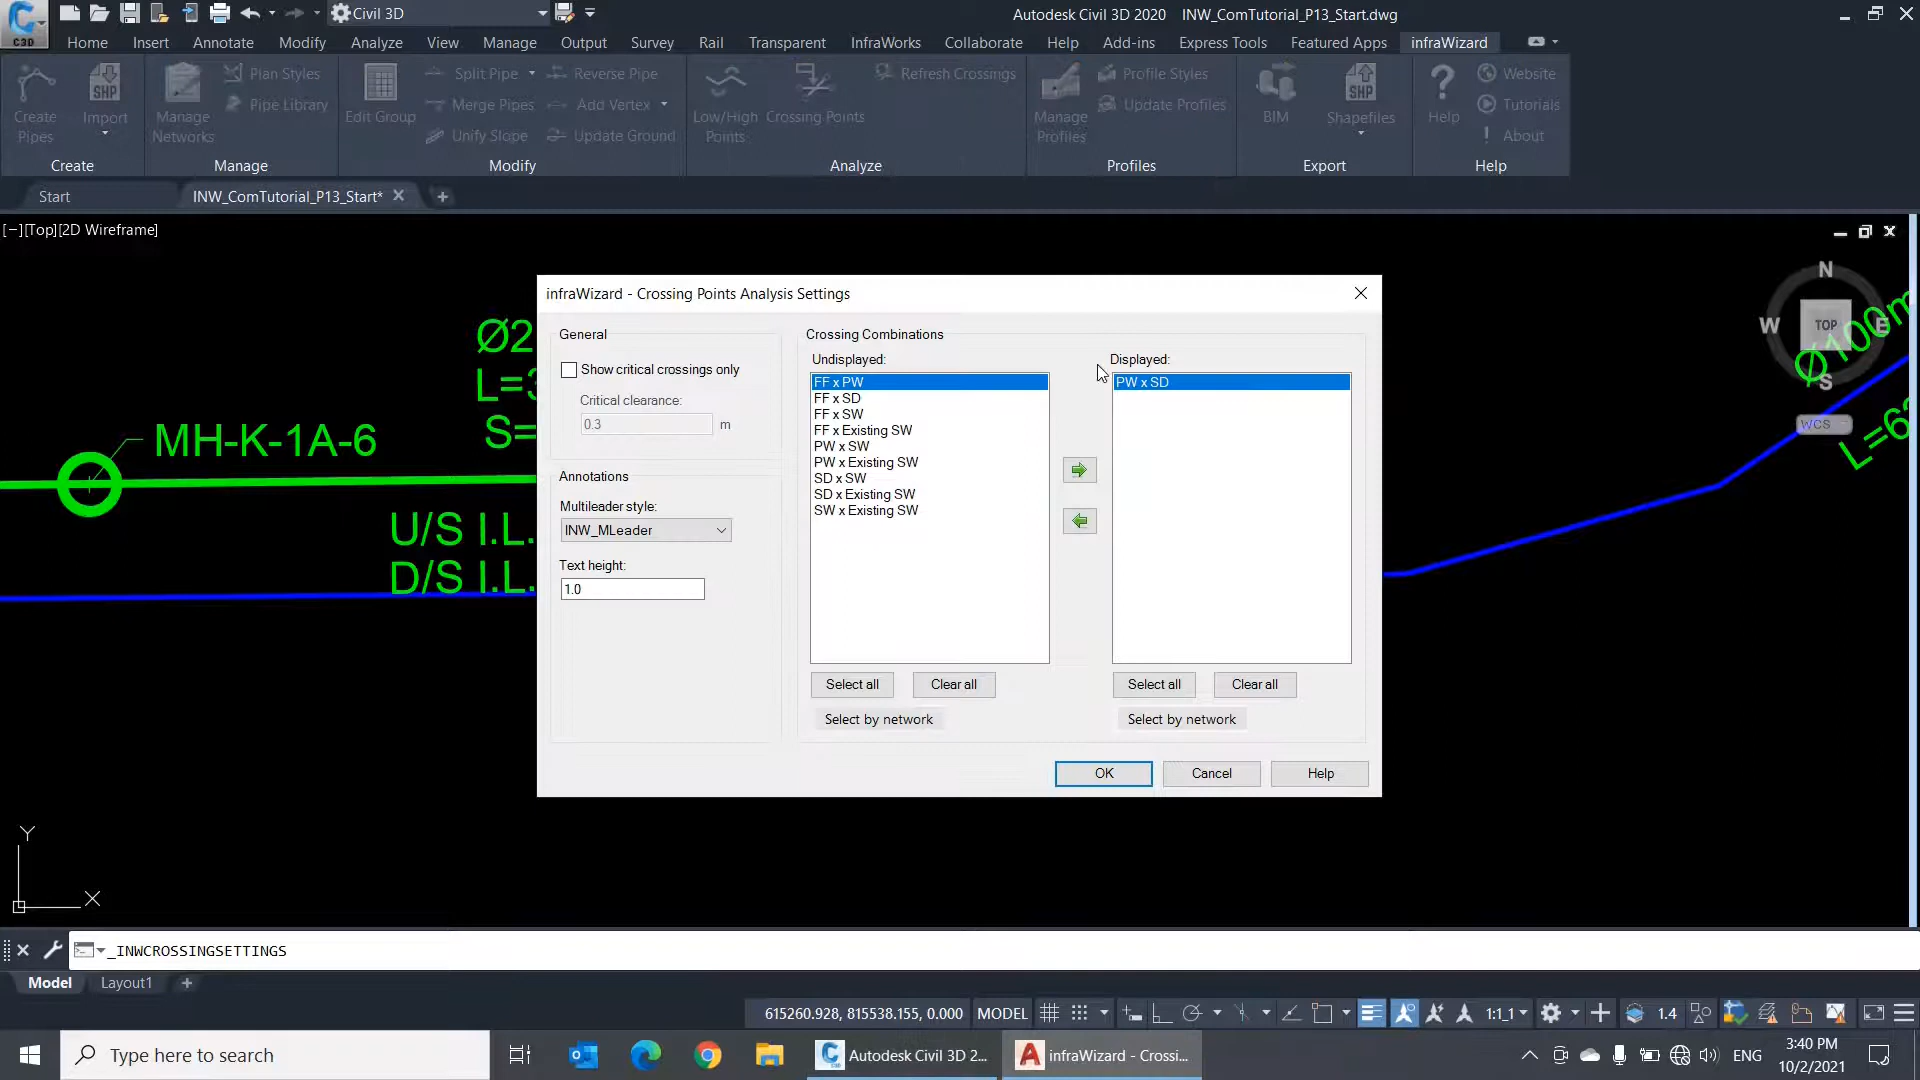 Civil 3D
Autodesk Civil 3D 2020 INW_ComTutorial_P13_Start.dwg
C3D
Home Insert Annotate Modify Analyze View Manage Output Survey Rail Transparent InfraWorks Collaborate Help Add-ins Express Tools Featured Apps infraWizard
Create Pipes
Import
Manage Networks
Plan Styles
Pipe Library
Edit Group
Split Pipe
Merge Pipes
Unify Slope
Reverse Pipe
Add Vertex
Update Ground
Low/High Points
Crossing Points
Refresh Crossings
Manage Profiles
Profile Styles
Update Profiles
BIM
SHP
Shapefiles
Help
Website
Tutorials
About
Create Manage Modify Analyze Profiles Export Help
Start INW_ComTutorial_P13_Start*
[−][Top][2D Wireframe]
N
W TOP E
S
WCS
Ø100m
L=6
Ø2
L=3
S=
MH-K-1A-6
U/S I.L.
D/S I.L.
infraWizard - Crossing Points Analysis Settings
General
Show critical crossings only
Critical clearance:
0.3 m
Annotations
Multileader style:
INW_MLeader
Text height:
1.0
Crossing Combinations
Undisplayed:
FF x PW
FF x SD
FF x SW
FF x Existing SW
PW x SW
PW x Existing SW
SD x SW
SD x Existing SW
SW x Existing SW
Select all Clear all
Select by network
Displayed:
PW x SD
Select all Clear all
Select by network
OK Cancel Help
Y
X
_INWCROSSINGSETTINGS
Model Layout1
615260.928, 815538.155, 0.000 MODEL 1:1_1 1.4
Type here to search
Autodesk Civil 3D 2...
infraWizard - Crossi...
ENG
3:40 PM
10/2/2021